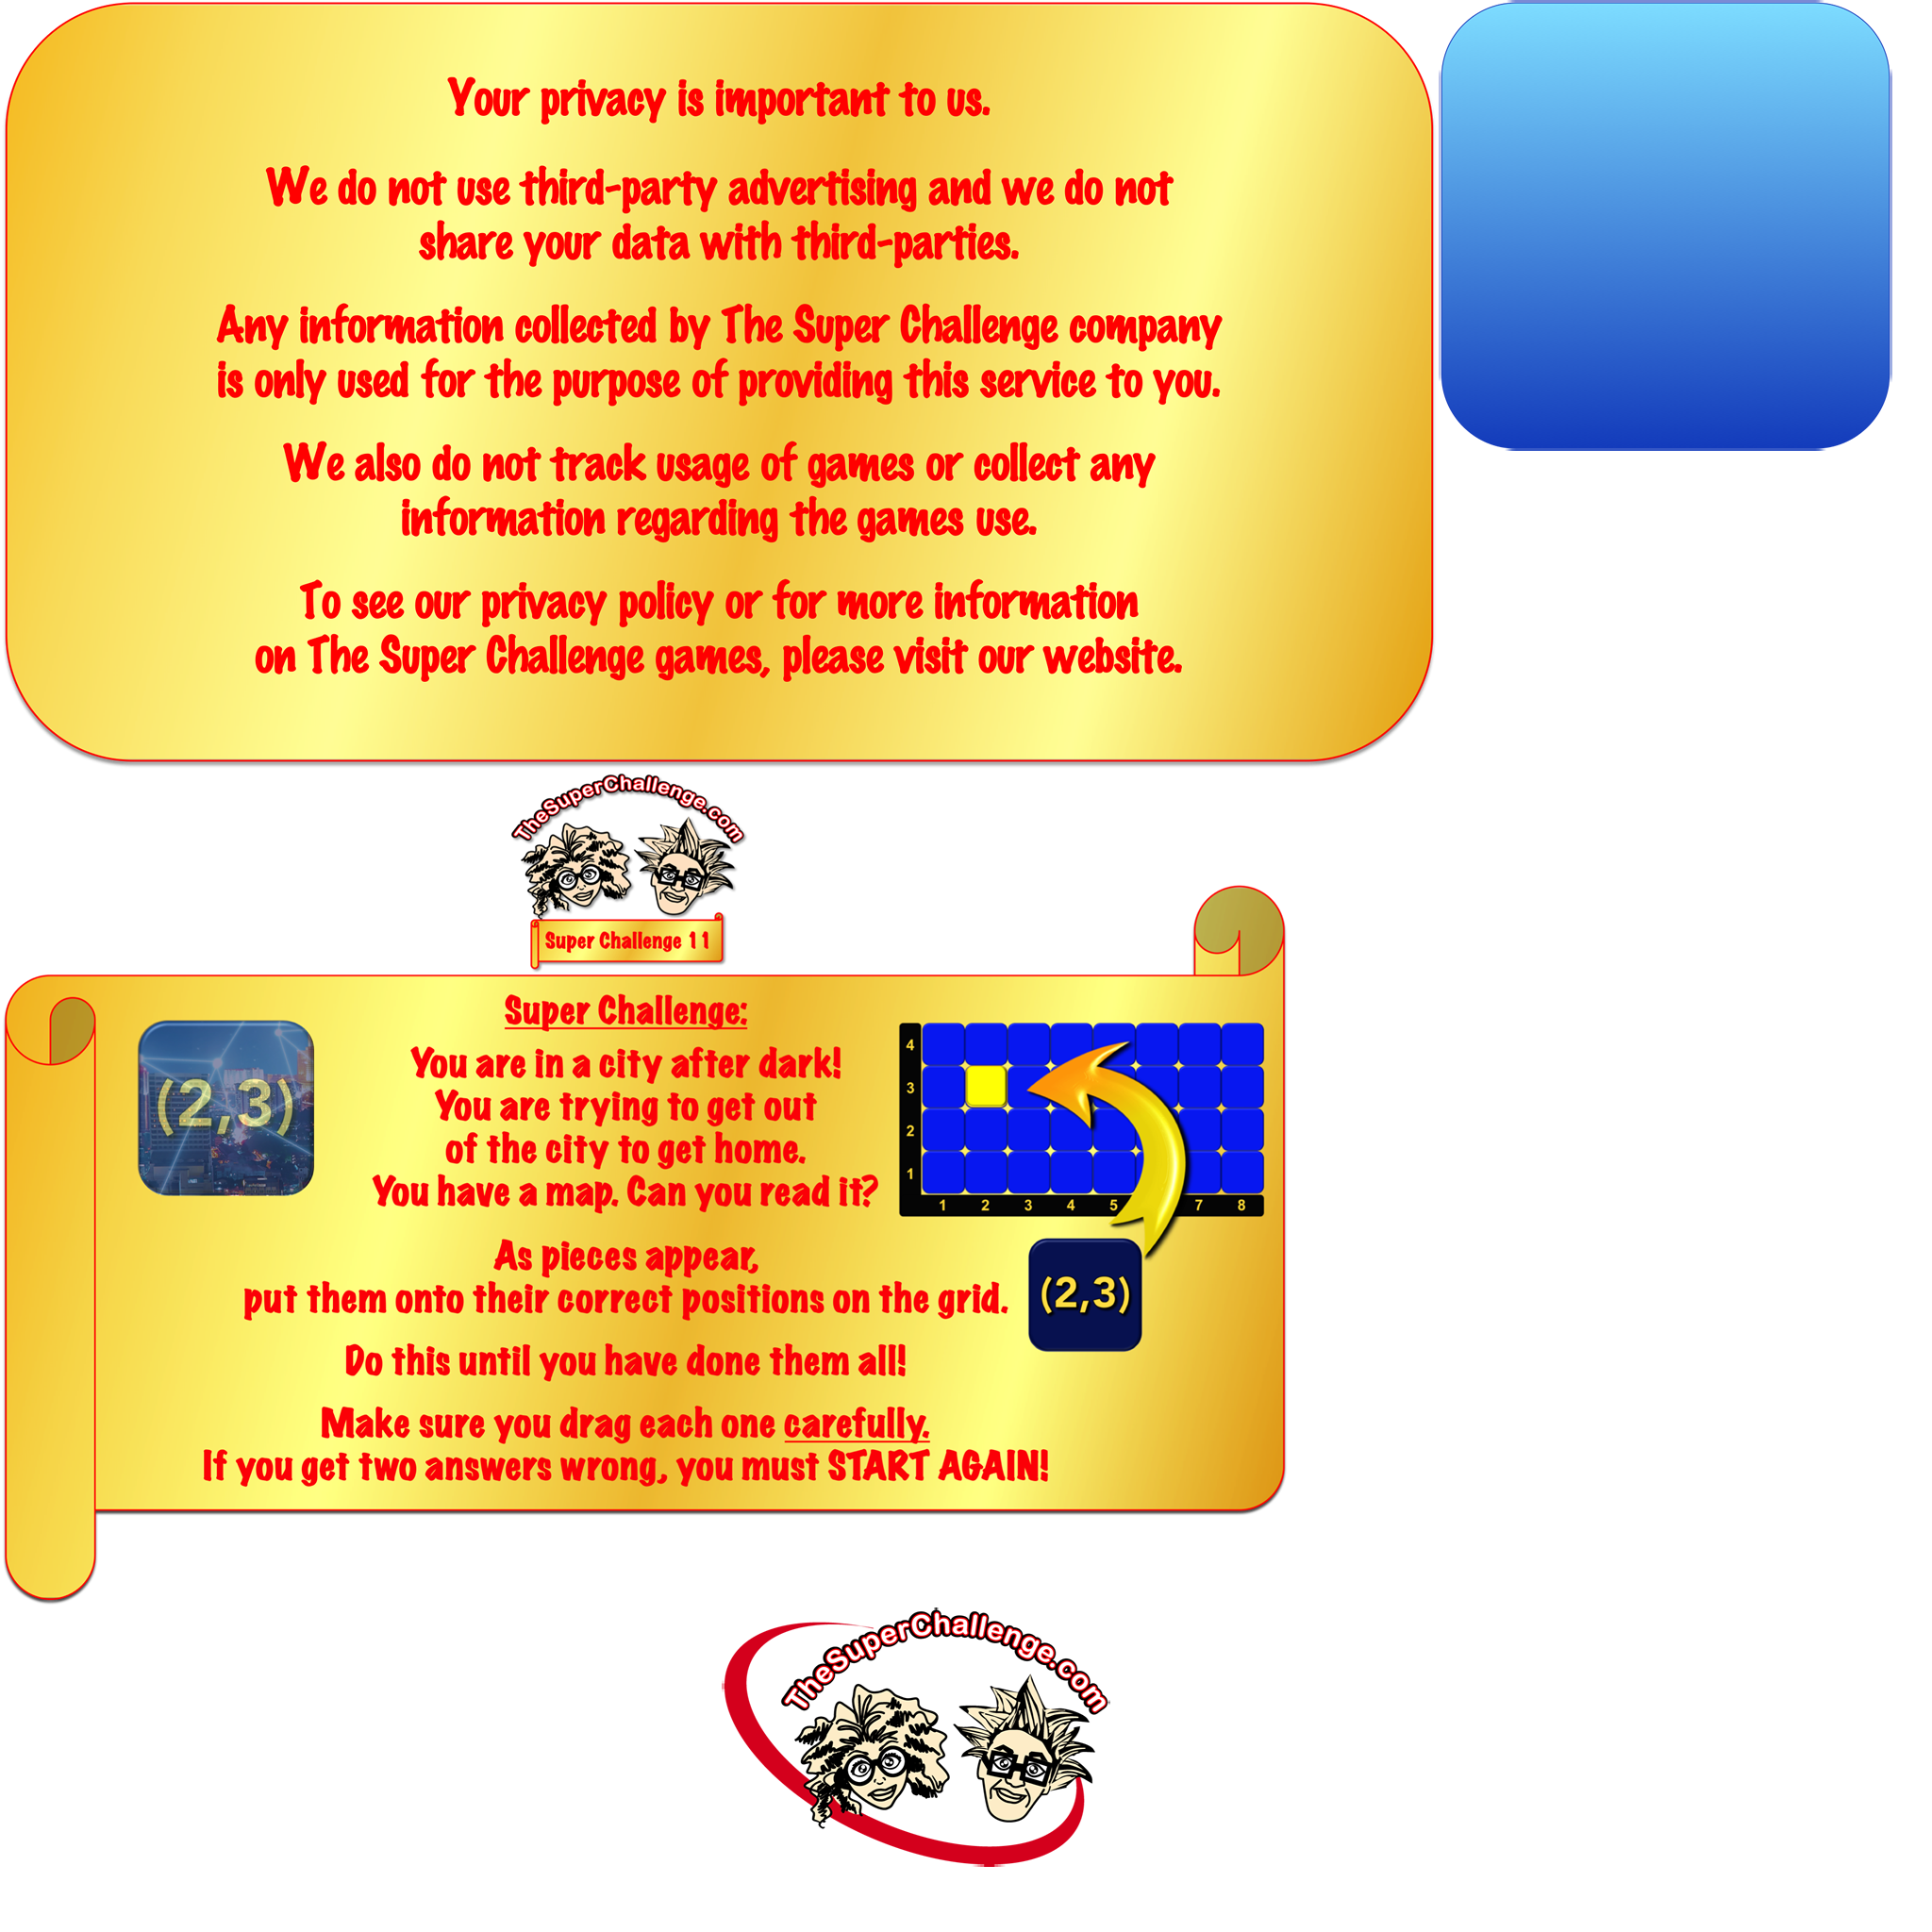 Your privacy is important to us.
We do not use third-party advertising and we do not
share your data with third-parties.
Any information collected by The Super Challenge company
is only used for the purpose of providing this service to you.
We also do not track usage of games or collect any
information regarding the games use.
To see our privacy policy or for more information
on The Super Challenge games, please visit our website.
TheSuperChallenge.com
Super Challenge 11
Super Challenge:
You are in a city after dark!
You are trying to get out
of the city to get home.
You have a map. Can you read it?
(2,3)
4
3
2
1
1 2 3 4 5 7 8
As pieces appear,
put them onto their correct positions on the grid.
(2,3)
Do this until you have done them all!
Make sure you drag each one carefully.
If you get two answers wrong, you must START AGAIN!
TheSuperChallenge.com